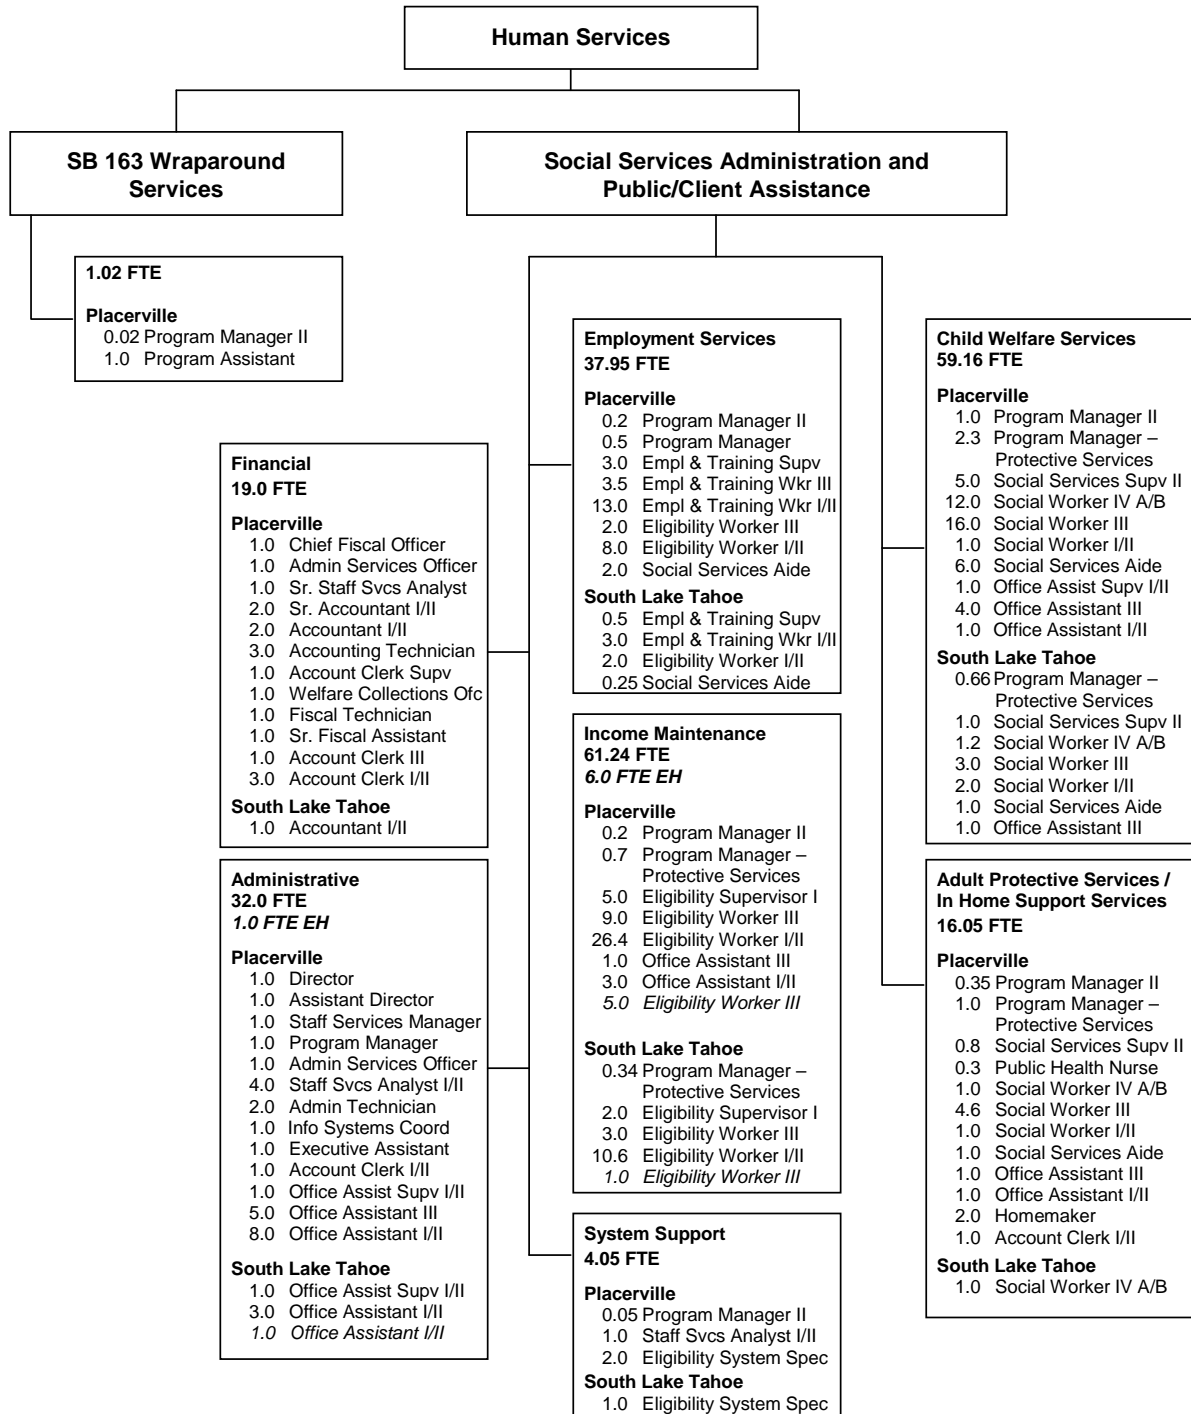 Human Services
SB 163 Wraparound
Services
Social Services Administration and
Public/Client Assistance
1.02 FTE
Placerville
0.02 Program Manager II
1.0 Program Assistant
Financial
19.0 FTE
Placerville
1.0 Chief Fiscal Officer
1.0 Admin Services Officer
1.0 Sr. Staff Svcs Analyst
2.0 Sr. Accountant I/II
2.0 Accountant I/II
3.0 Accounting Technician
1.0 Account Clerk Supv
1.0 Welfare Collections Ofc
1.0 Fiscal Technician
1.0 Sr. Fiscal Assistant
1.0 Account Clerk III
3.0 Account Clerk I/II
South Lake Tahoe
1.0 Accountant I/II
Administrative
32.0 FTE
1.0 FTE EH
Placerville
1.0 Director
1.0 Assistant Director
1.0 Staff Services Manager
1.0 Program Manager
1.0 Admin Services Officer
4.0 Staff Svcs Analyst I/II
2.0 Admin Technician
1.0 Info Systems Coord
1.0 Executive Assistant
1.0 Account Clerk I/II
1.0 Office Assist Supv I/II
5.0 Office Assistant III
8.0 Office Assistant I/II
South Lake Tahoe
1.0 Office Assist Supv I/II
3.0 Office Assistant I/II
1.0 Office Assistant I/II
Employment Services
37.95 FTE
Placerville
0.2 Program Manager II
0.5 Program Manager
3.0 Empl & Training Supv
3.5 Empl & Training Wkr III
13.0 Empl & Training Wkr I/II
2.0 Eligibility Worker III
8.0 Eligibility Worker I/II
2.0 Social Services Aide
South Lake Tahoe
0.5 Empl & Training Supv
3.0 Empl & Training Wkr I/II
2.0 Eligibility Worker I/II
0.25 Social Services Aide
Income Maintenance
61.24 FTE
6.0 FTE EH
Placerville
0.2 Program Manager II
0.7 Program Manager –
Protective Services
5.0 Eligibility Supervisor I
9.0 Eligibility Worker III
26.4 Eligibility Worker I/II
1.0 Office Assistant III
3.0 Office Assistant I/II
5.0 Eligibility Worker III
South Lake Tahoe
0.34 Program Manager –
Protective Services
2.0 Eligibility Supervisor I
3.0 Eligibility Worker III
10.6 Eligibility Worker I/II
1.0 Eligibility Worker III
System Support
4.05 FTE
Placerville
0.05 Program Manager II
1.0 Staff Svcs Analyst I/II
2.0 Eligibility System Spec
South Lake Tahoe
1.0 Eligibility System Spec
Child Welfare Services
59.16 FTE
Placerville
1.0 Program Manager II
2.3 Program Manager –
Protective Services
5.0 Social Services Supv II
12.0 Social Worker IV A/B
16.0 Social Worker III
1.0 Social Worker I/II
6.0 Social Services Aide
1.0 Office Assist Supv I/II
4.0 Office Assistant III
1.0 Office Assistant I/II
South Lake Tahoe
0.66 Program Manager –
Protective Services
1.0 Social Services Supv II
1.2 Social Worker IV A/B
3.0 Social Worker III
2.0 Social Worker I/II
1.0 Social Services Aide
1.0 Office Assistant III
Adult Protective Services /
In Home Support Services
16.05 FTE
Placerville
0.35 Program Manager II
1.0 Program Manager –
Protective Services
0.8 Social Services Supv II
0.3 Public Health Nurse
1.0 Social Worker IV A/B
4.6 Social Worker III
1.0 Social Worker I/II
1.0 Social Services Aide
1.0 Office Assistant III
1.0 Office Assistant I/II
2.0 Homemaker
1.0 Account Clerk I/II
South Lake Tahoe
1.0 Social Worker IV A/B